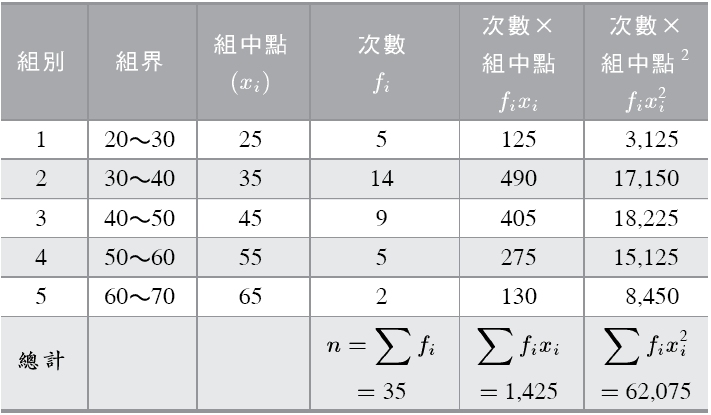 組別 組界 組中點 (xᵢ) 次數 fᵢ 次數× 組中點 fᵢxᵢ 次數× 組中點² fᵢxᵢ²
1 20～30 25 5 125 3,125
2 30～40 35 14 490 17,150
3 40～50 45 9 405 18,225
4 50～60 55 5 275 15,125
5 60～70 65 2 130 8,450
總計 n = ∑ fᵢ ∑ fᵢxᵢ ∑ fᵢxᵢ²
= 35 = 1,425 = 62,075